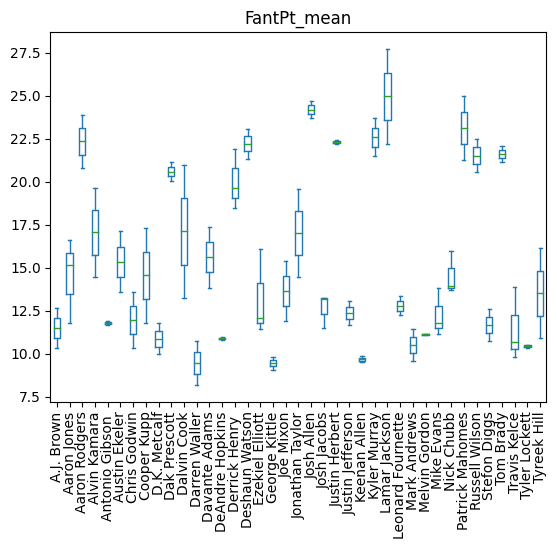 FantPt_mean
27.5
25.0
22.5
20.0
17.5
15.0
12.5
10.0
7.5
A.J. Brown
Aaron Jones
Aaron Rodgers
Alvin Kamara
Antonio Gibson
Austin Ekeler
Chris Godwin
Cooper Kupp
D.K. Metcalf
Dak Prescott
Dalvin Cook
Darren Waller
Davante Adams
DeAndre Hopkins
Derrick Henry
Deshaun Watson
Ezekiel Elliott
George Kittle
Joe Mixon
Jonathan Taylor
Josh Allen
Josh Jacobs
Justin Herbert
Justin Jefferson
Keenan Allen
Kyler Murray
Lamar Jackson
Leonard Fournette
Mark Andrews
Melvin Gordon
Mike Evans
Nick Chubb
Patrick Mahomes
Russell Wilson
Stefon Diggs
Tom Brady
Travis Kelce
Tyler Lockett
Tyreek Hill